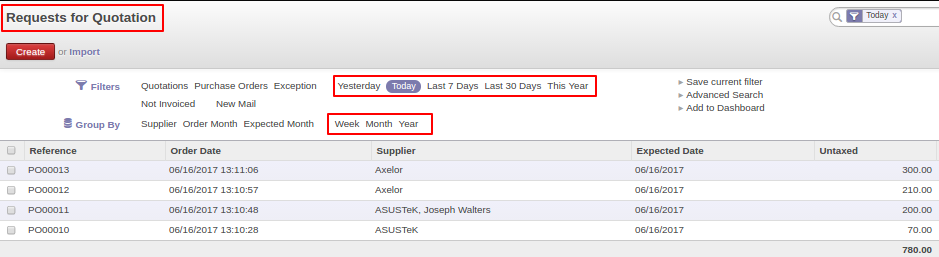 Requests for Quotation
Today x
Create or Import
Filters Quotations Purchase Orders Exception Yesterday Today Last 7 Days Last 30 Days This Year
Not Invoiced New Mail
Group By Supplier Order Month Expected Month Week Month Year
▸ Save current filter
▸ Advanced Search
▸ Add to Dashboard
Reference Order Date Supplier Expected Date Untaxed
PO00013 06/16/2017 13:11:06 Axelor 06/16/2017 300.00
PO00012 06/16/2017 13:10:57 Axelor 06/16/2017 210.00
PO00011 06/16/2017 13:10:48 ASUSTeK, Joseph Walters 06/16/2017 200.00
PO00010 06/16/2017 13:10:28 ASUSTeK 06/16/2017 70.00
780.00